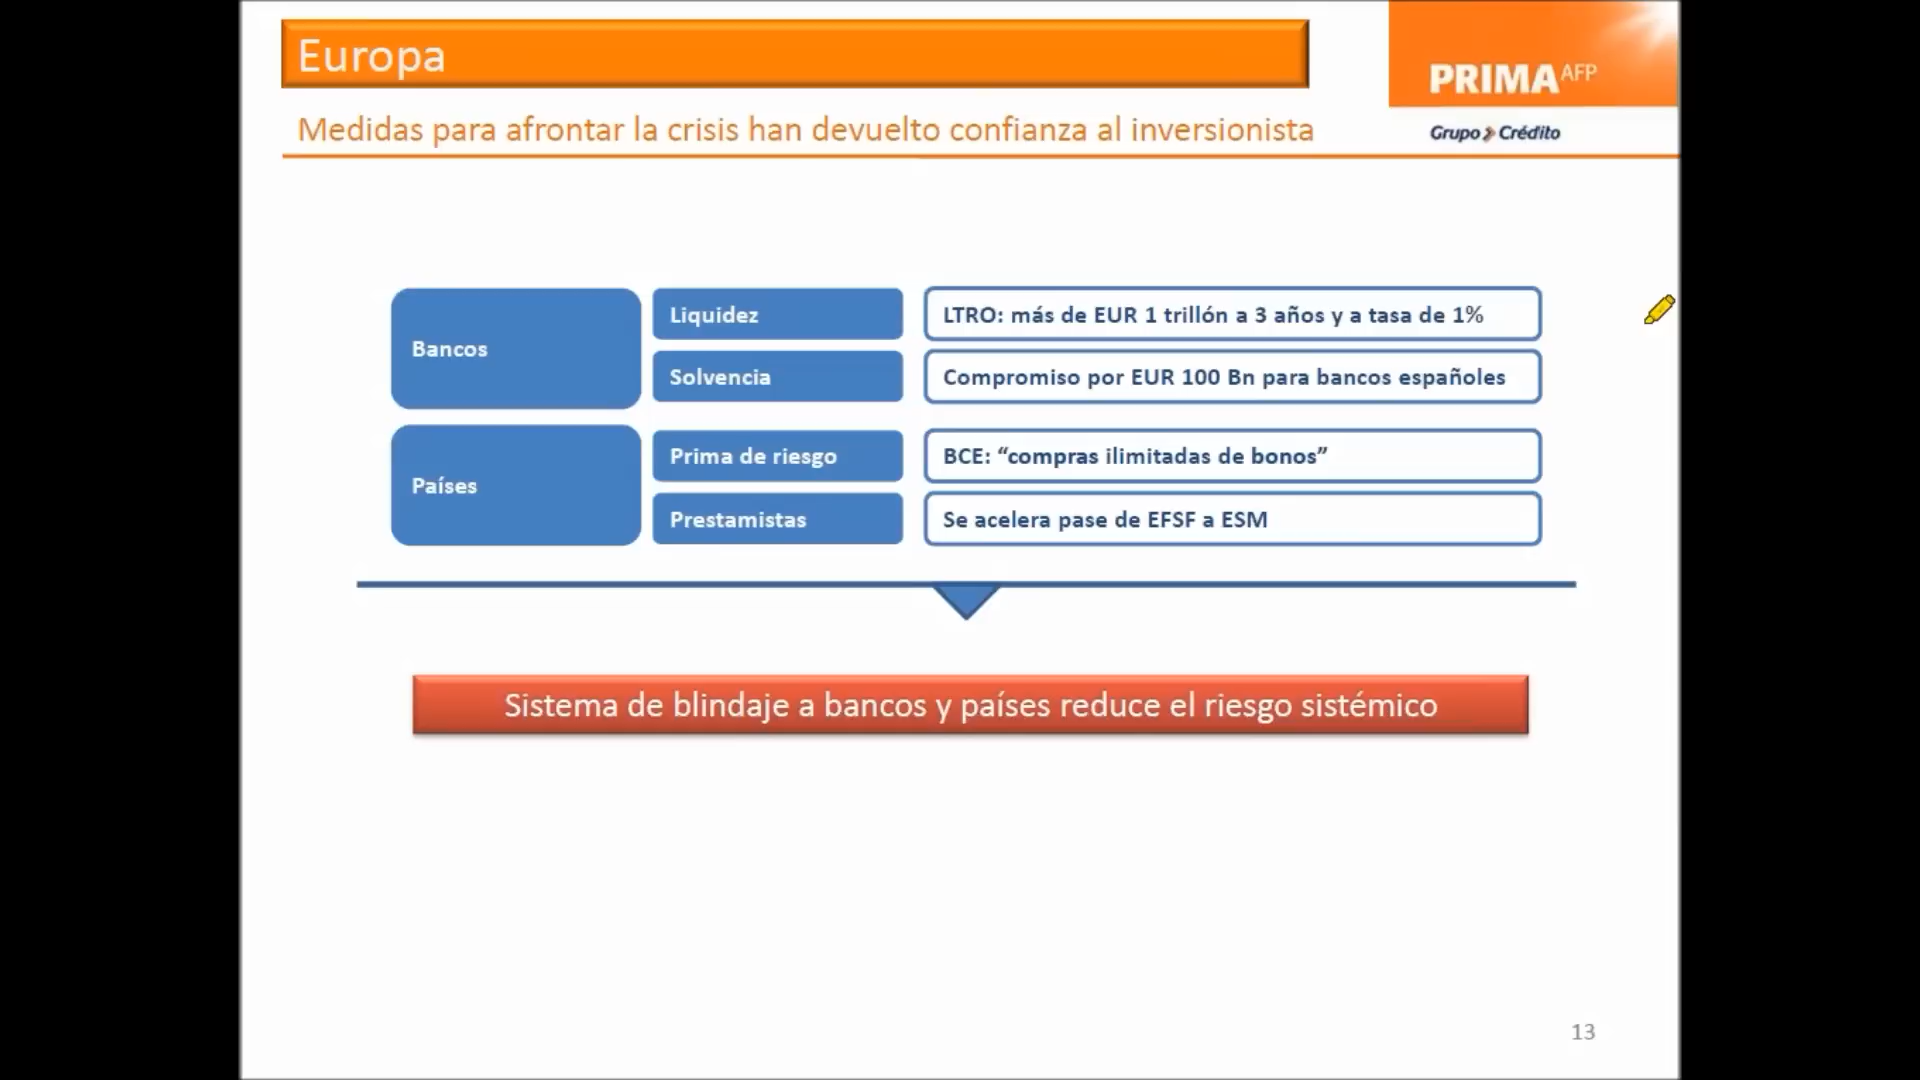 Europa
PRIMA AFP
Grupo Crédito
Medidas para afrontar la crisis han devuelto confianza al inversionista
Bancos
Liquidez
LTRO: más de EUR 1 trillón a 3 años y a tasa de 1%
Solvencia
Compromiso por EUR 100 Bn para bancos españoles
Países
Prima de riesgo
BCE: “compras ilimitadas de bonos”
Prestamistas
Se acelera pase de EFSF a ESM
Sistema de blindaje a bancos y países reduce el riesgo sistémico
13